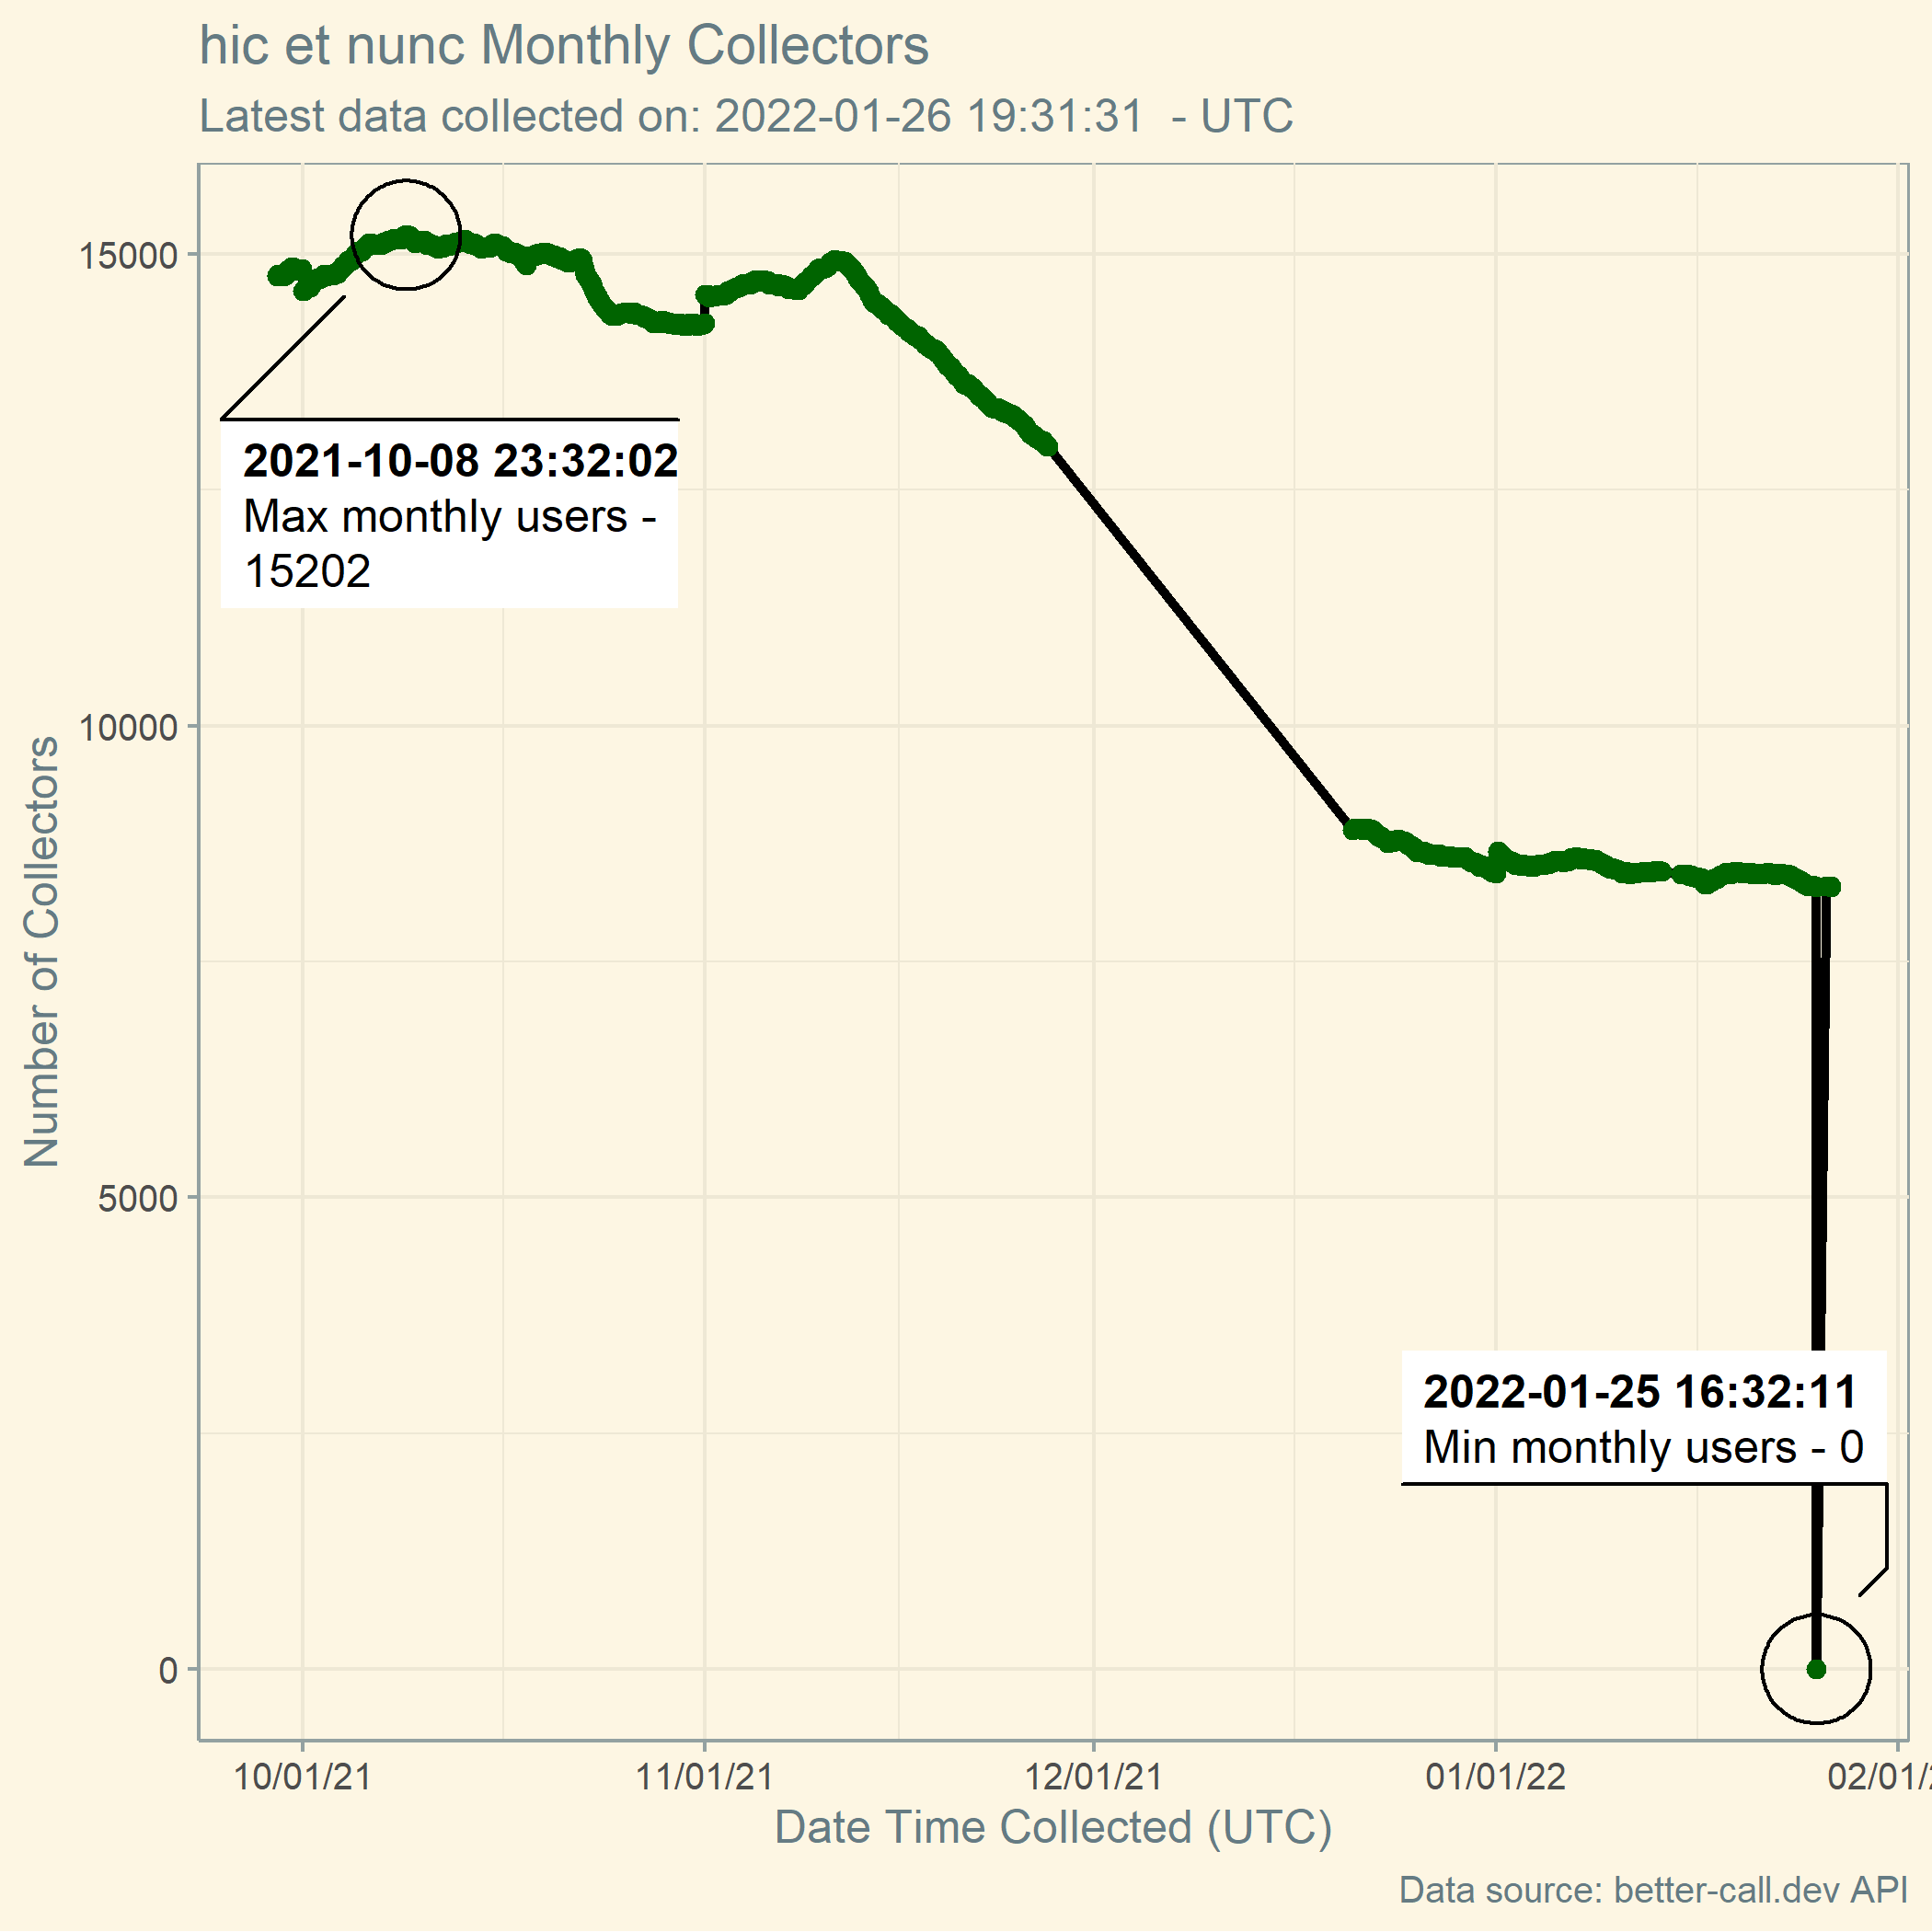 hic et nunc Monthly Collectors
Latest data collected on: 2022-01-26 19:31:31 - UTC
Number of Collectors
15000
10000
5000
0
2021-10-08 23:32:02
Max monthly users -
15202
2022-01-25 16:32:11
Min monthly users - 0
10/01/21
11/01/21
12/01/21
01/01/22
02/01/
Date Time Collected (UTC)
Data source: better-call.dev API